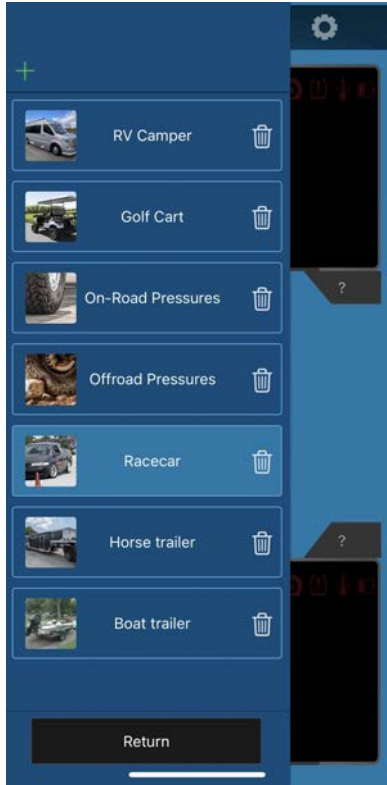 +
RV Camper
Golf Cart
On-Road Pressures
?
Offroad Pressures
Racecar
Horse trailer
?
Boat trailer
Return